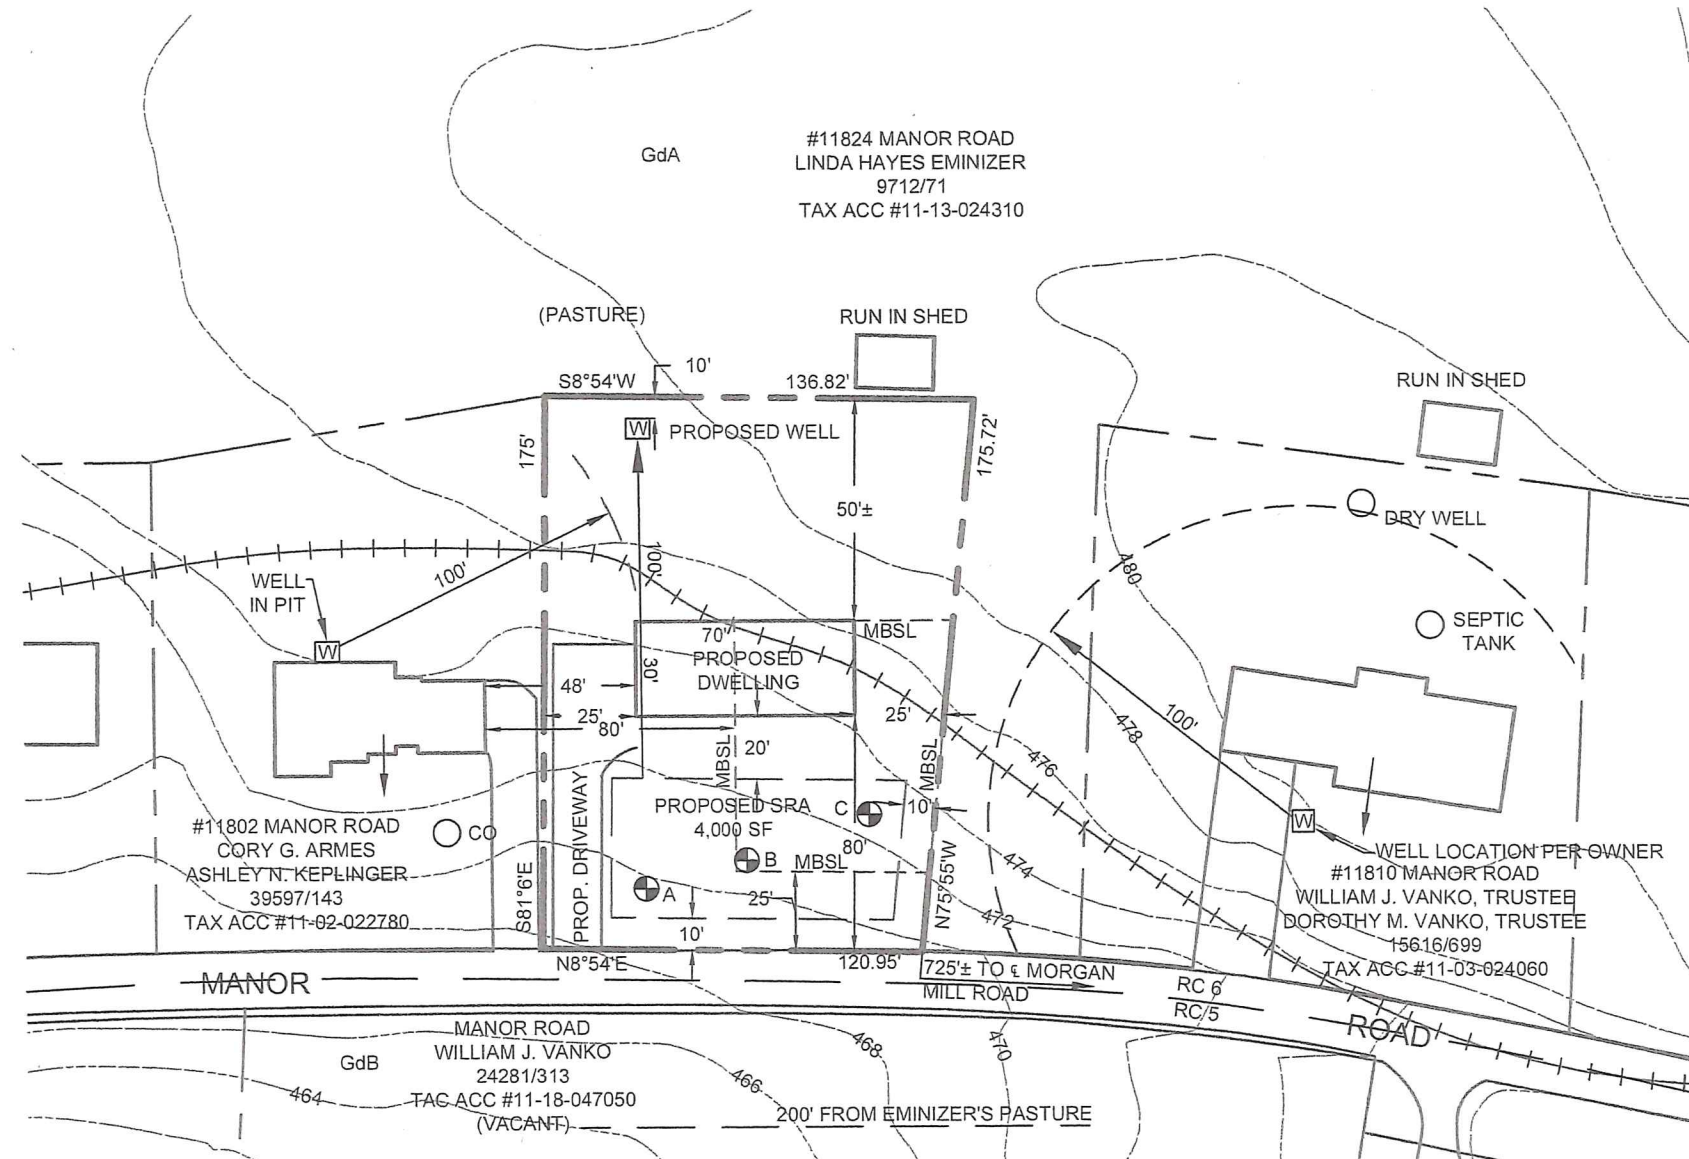 GdA
#11824 MANOR ROAD
LINDA HAYES EMINIZER
9712/71
TAX ACC #11-13-024310
(PASTURE)
RUN IN SHED
RUN IN SHED
S8°54'W
10'
136.82'
W
PROPOSED WELL
175'
175.72'
50'±
DRY WELL
WELL
IN PIT
100'
100'
480
SEPTIC
TANK
W
70'
MBSL
PROPOSED
DWELLING
30'
48'
25'
80'
25'
100'
478
MBSL
20'
476
MBSL
PROPOSED SRA
4,000 SF
C
10'
W
PROP. DRIVEWAY
#11802 MANOR ROAD
CORY G. ARMES
ASHLEY N. KEPLINGER
39597/143
TAX ACC #11-02-022780
CO
80'
B
MBSL
A
25'
10'
S81°6'E
N75°55'W
474
472
WELL LOCATION PER OWNER
#11810 MANOR ROAD
WILLIAM J. VANKO, TRUSTEE
DOROTHY M. VANKO, TRUSTEE
15616/699
TAX ACC #11-03-024060
N8°54'E
120.95'
725'± TO ℄ MORGAN
MILL ROAD
MANOR
RC 6
RC 5
ROAD
MANOR ROAD
WILLIAM J. VANKO
24281/313
TAC ACC #11-18-047050
(VACANT)
GdB
464
466
468
470
200' FROM EMINIZER'S PASTURE